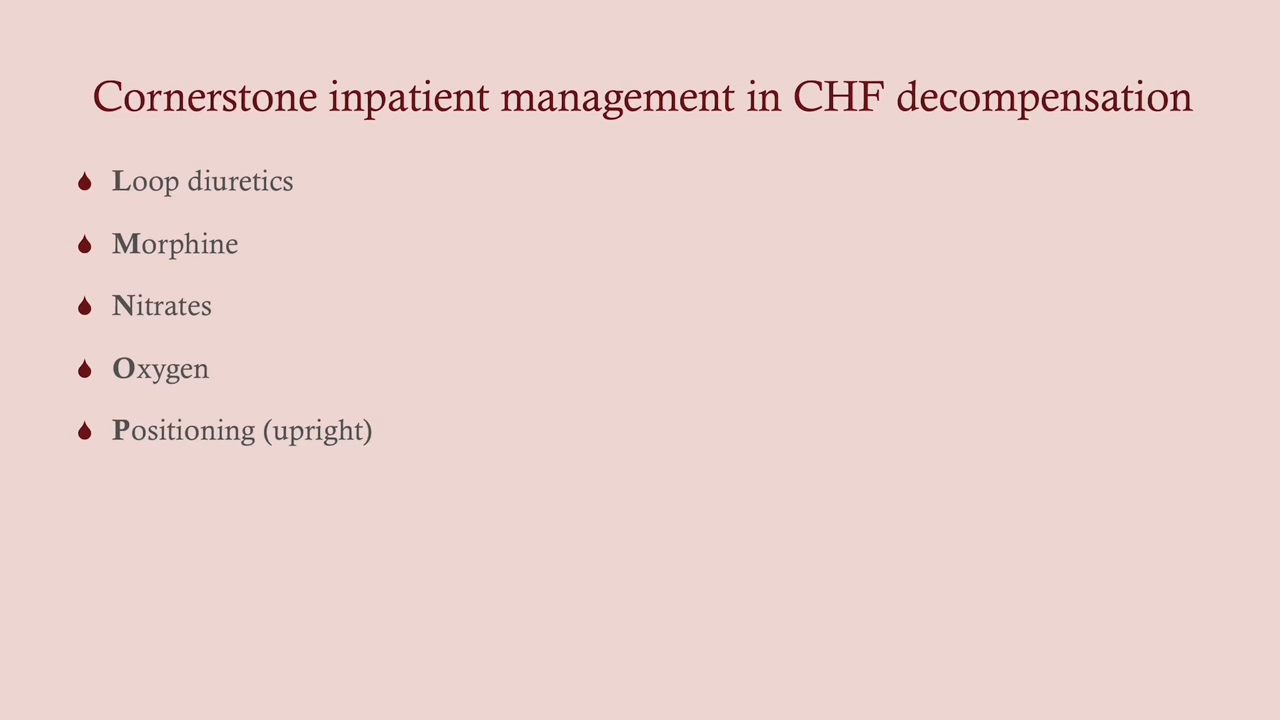 Cornerstone inpatient management in CHF decompensation
Loop diuretics
Morphine
Nitrates
Oxygen
Positioning (upright)